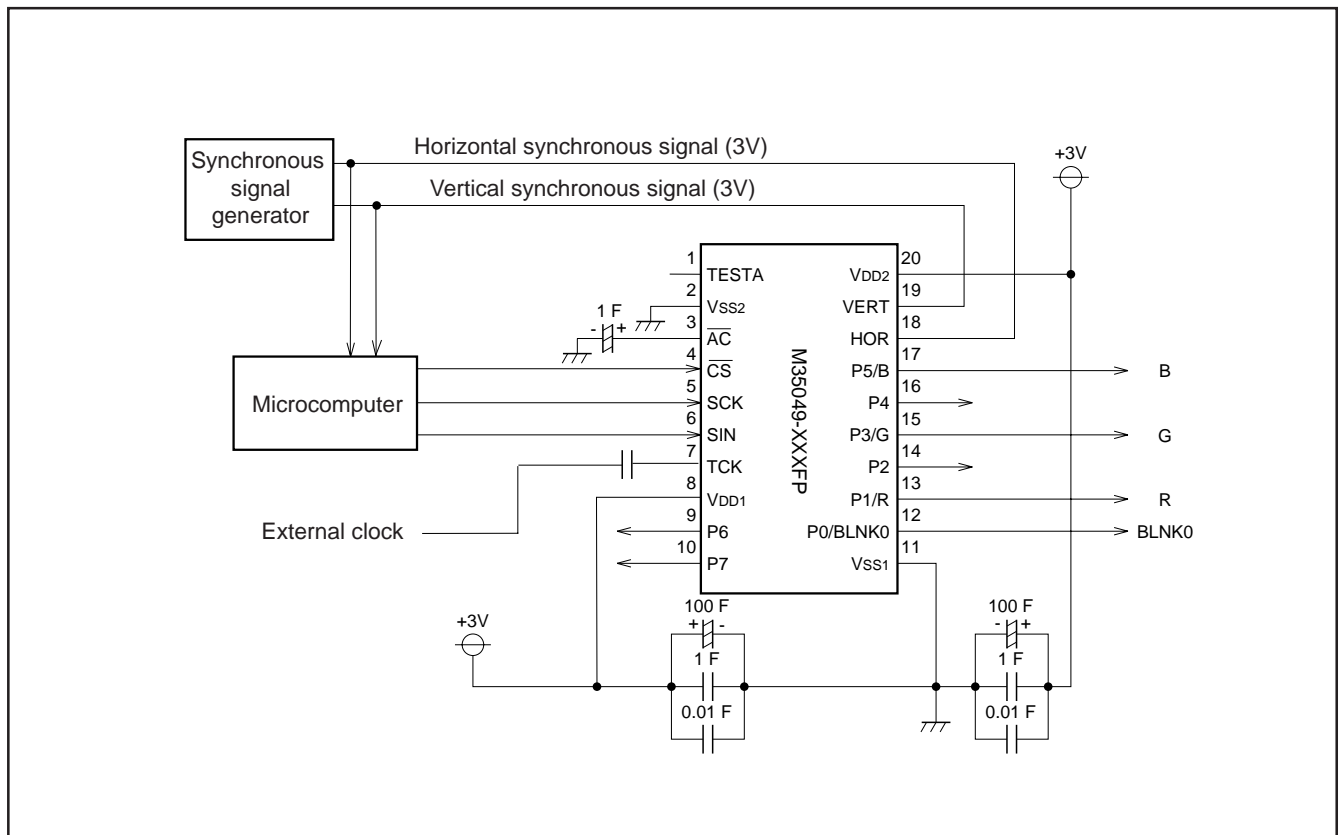 Horizontal synchronous signal (3V)
Synchronous
signal
generator
Vertical synchronous signal (3V)
+3V
1
TESTA
2
VSS2
1 F
- +
3
AC
4
CS
5
SCK
6
SIN
7
TCK
8
VDD1
9
P6
10
P7
M35049-XXXFP
20
VDD2
19
VERT
18
HOR
17
P5/B
B
16
P4
15
P3/G
G
14
P2
13
P1/R
R
12
P0/BLNK0
BLNK0
11
VSS1
Microcomputer
External clock
+3V
100 F
+ -
1 F
0.01 F
100 F
- +
1 F
0.01 F